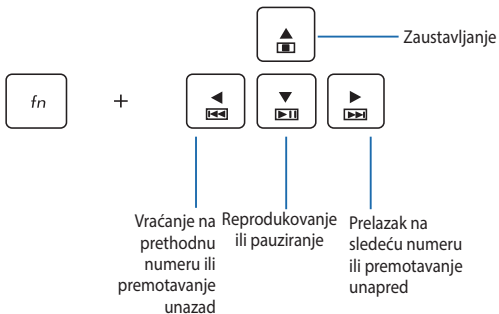 Zaustavljanje
fn
+
Vraćanje na
prethodnu
numeru ili
premotavanje
unazad
Reprodukovanje
ili pauziranje
Prelazak na
sledeću numeru
ili premotavanje
unapred